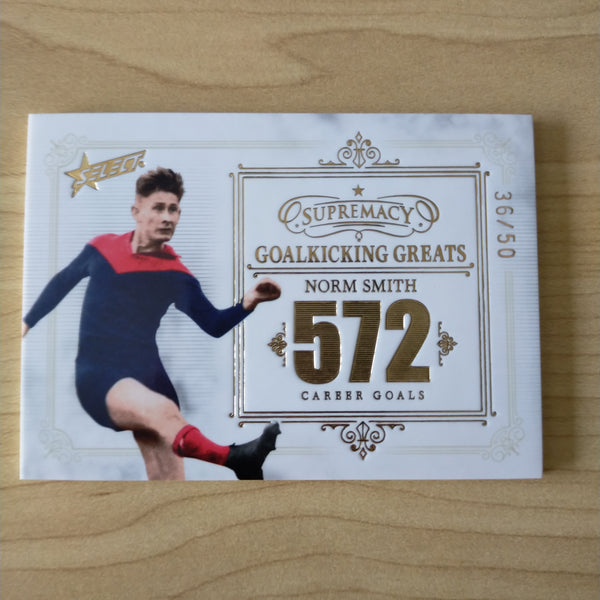 SELECT
SUPREMACY
GOALKICKING GREATS
NORM SMITH
572
CAREER GOALS
36/50